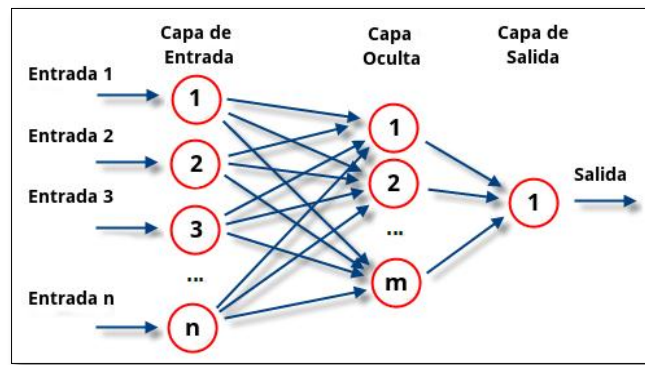 Capa de
Entrada
Capa
Oculta
Capa de
Salida
Entrada 1
1
Entrada 2
2
Entrada 3
3
...
Entrada n
n
1
2
...
m
1
Salida